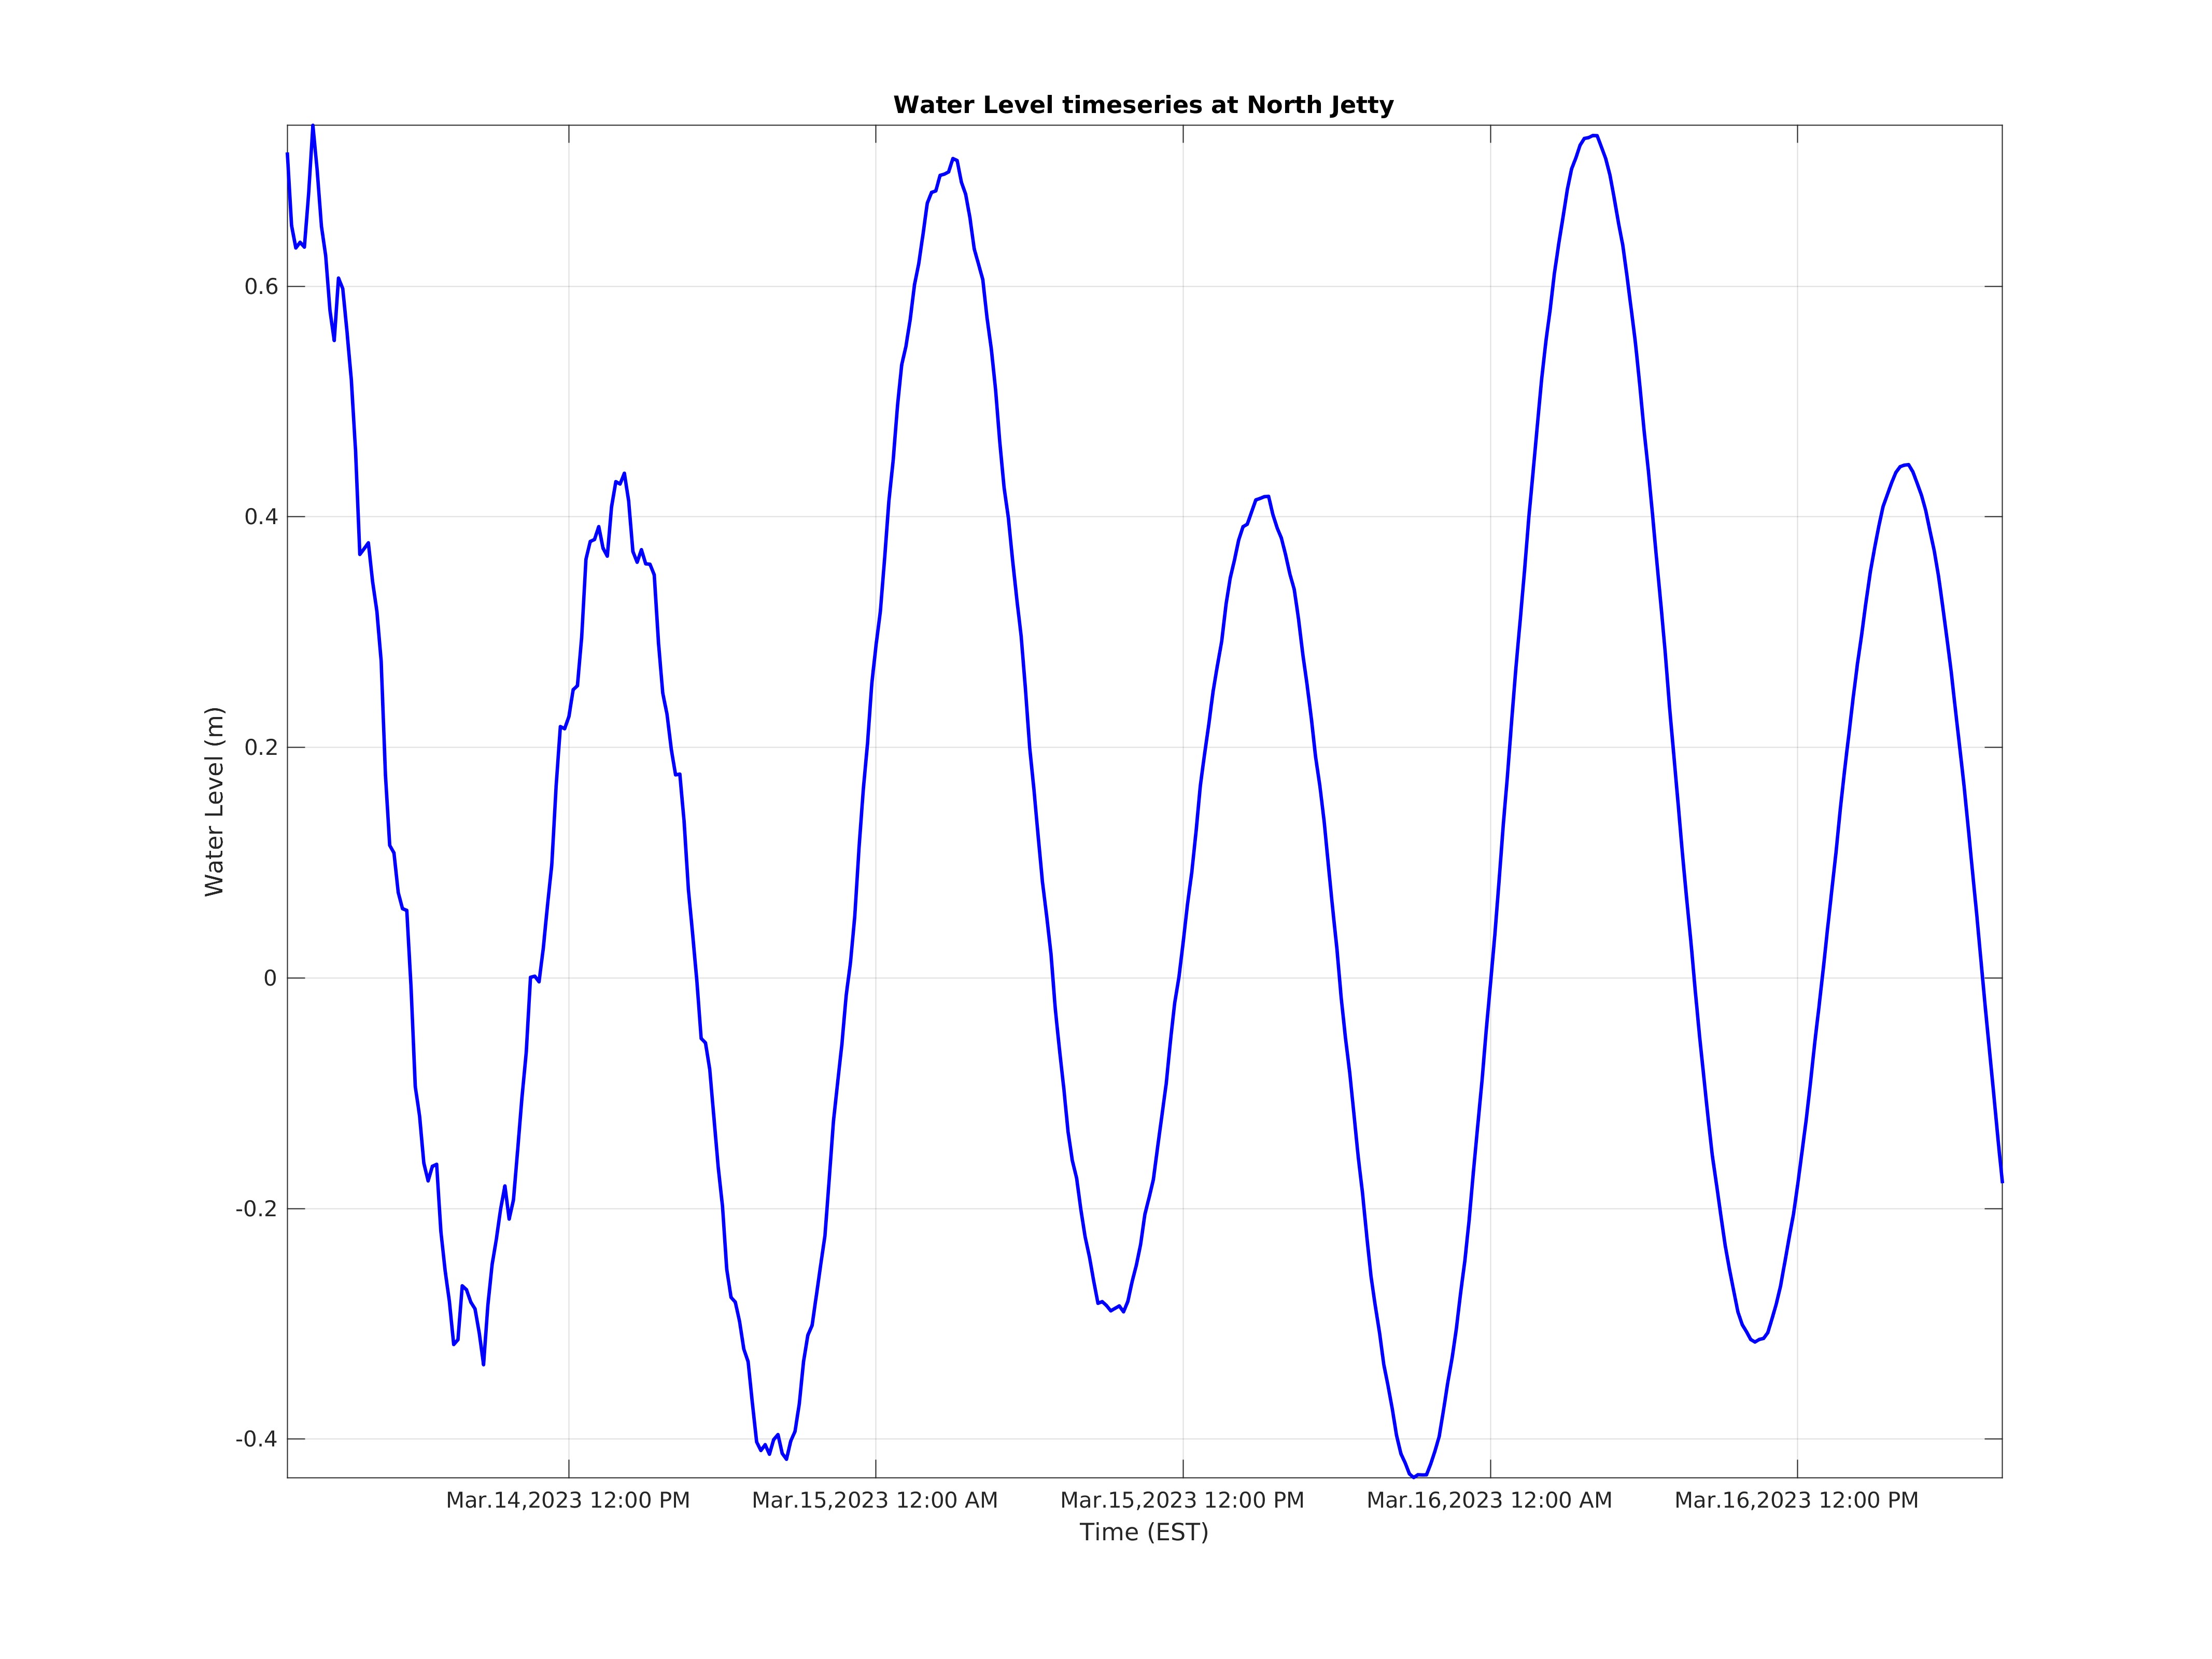 Water Level timeseries at North Jetty
0.6
0.4
0.2
0
-0.2
-0.4
Water Level (m)
Mar.14,2023 12:00 PM
Mar.15,2023 12:00 AM
Mar.15,2023 12:00 PM
Mar.16,2023 12:00 AM
Mar.16,2023 12:00 PM
Time (EST)